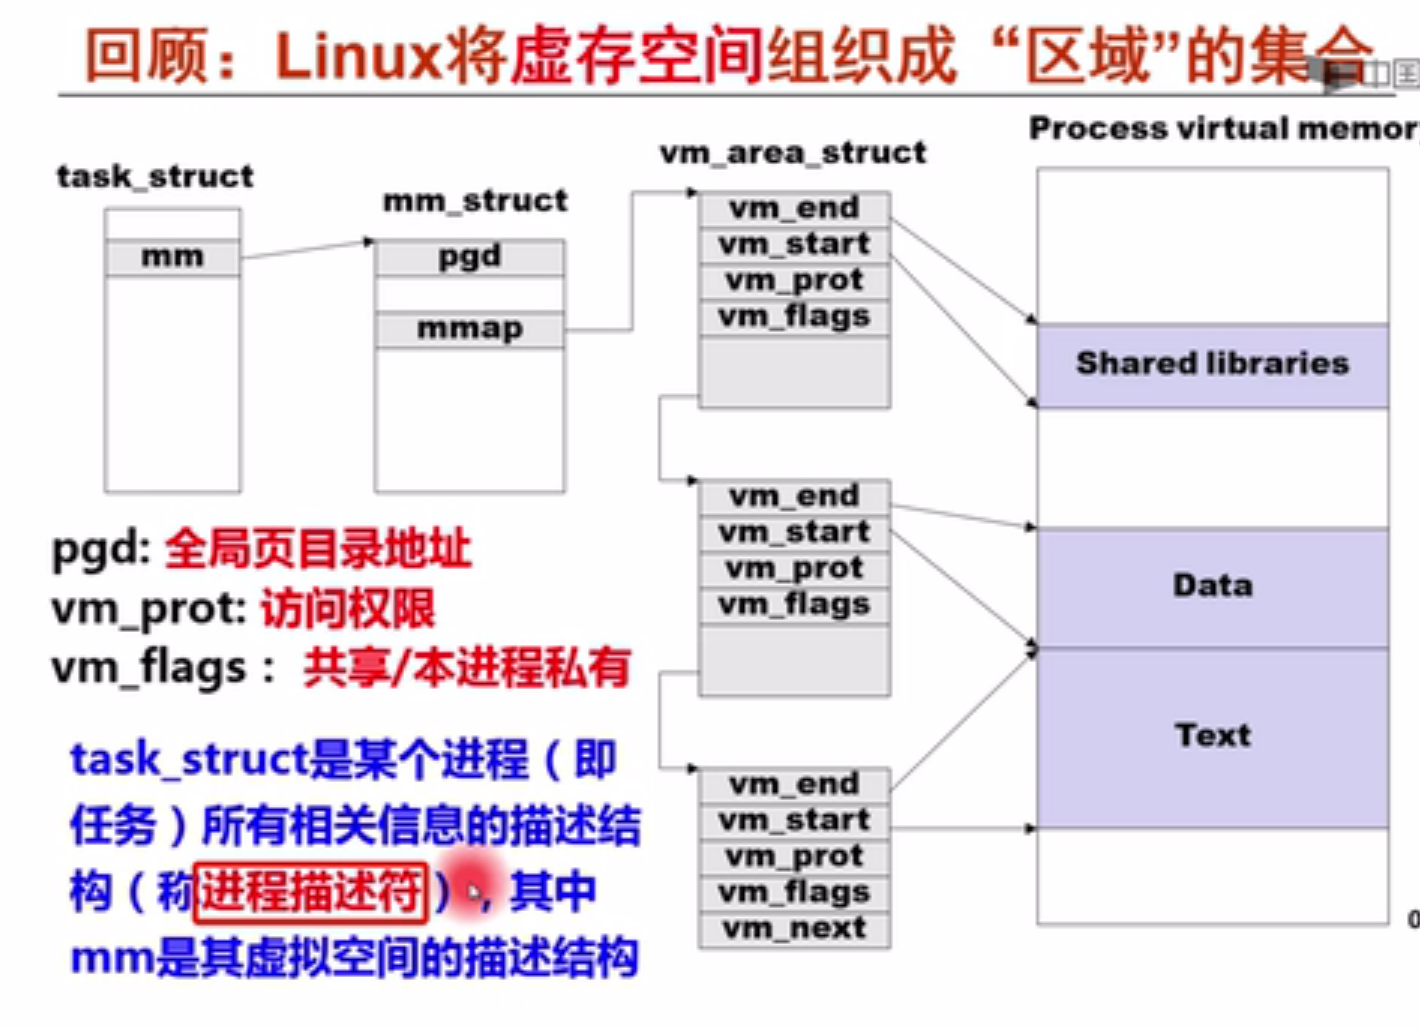 回顾：Linux将虚存空间组织成“区域”的集合
中国
Process virtual memory
task_struct
mm
mm_struct
pgd
mmap
vm_area_struct
vm_end
vm_start
vm_prot
vm_flags
vm_end
vm_start
vm_prot
vm_flags
vm_end
vm_start
vm_prot
vm_flags
vm_next
Shared libraries
Data
Text
0
pgd: 全局页目录地址
vm_prot: 访问权限
vm_flags： 共享/本进程私有
task_struct是某个进程（即
任务）所有相关信息的描述结
构（称进程描述符），其中
mm是其虚拟空间的描述结构